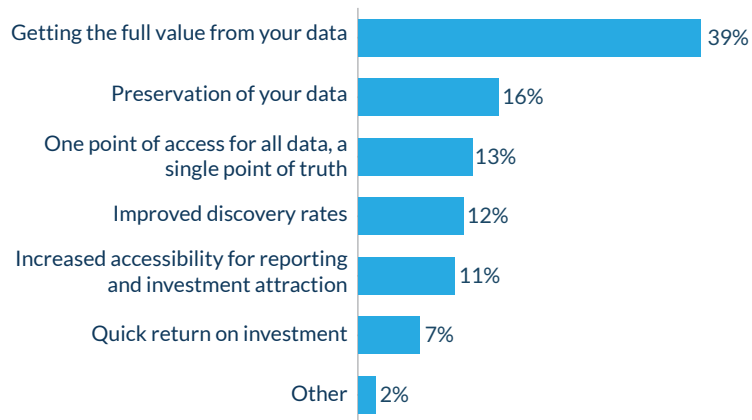 Getting the full value from your data
39%
Preservation of your data
16%
One point of access for all data, a
single point of truth
13%
Improved discovery rates
12%
Increased accessibility for reporting
and investment attraction
11%
Quick return on investment
7%
Other
2%